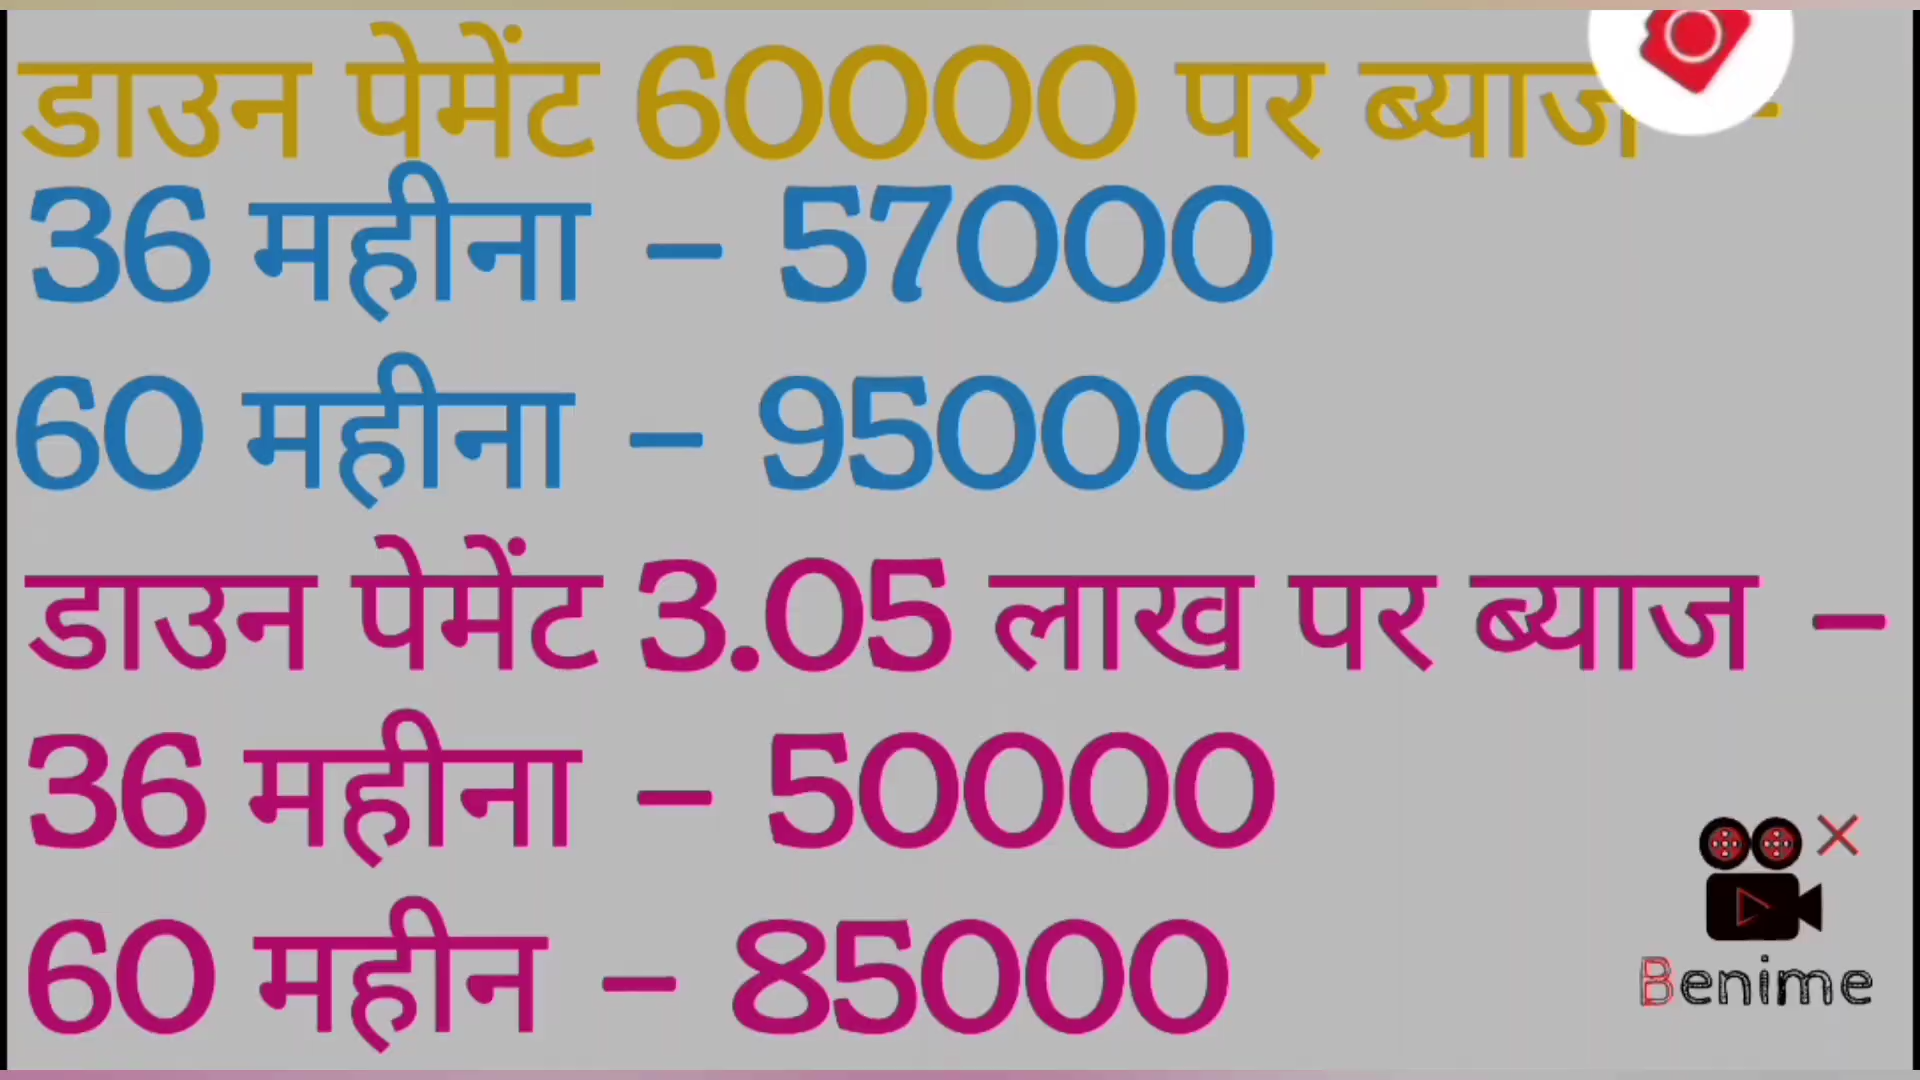 डाउन पेमेंट 60000 पर ब्याज -
36 महीना - 57000
60 महीना - 95000
डाउन पेमेंट 3.05 लाख पर ब्याज -
36 महीना - 50000
60 महीन - 85000
Benime